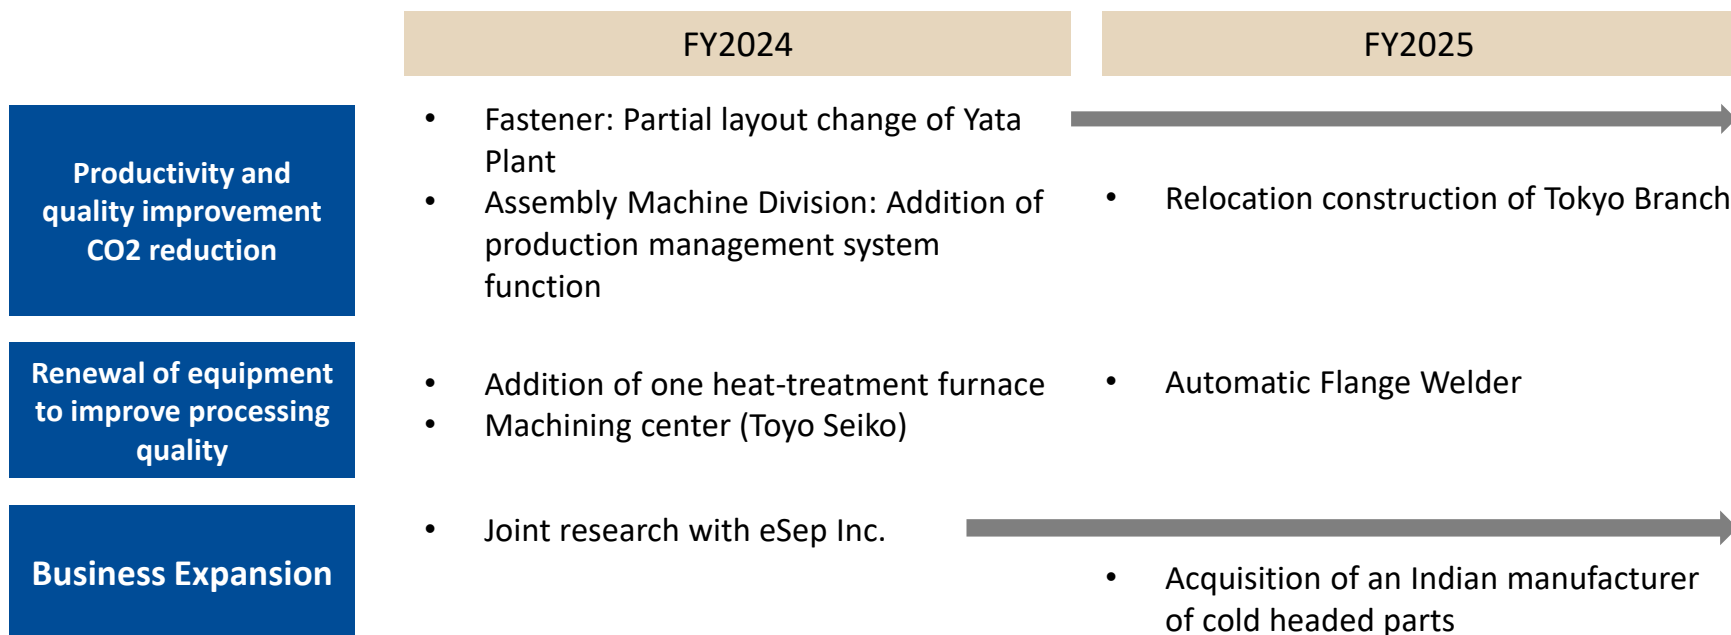 FY2024
FY2025
Productivity and
quality improvement
CO2 reduction
• Fastener: Partial layout change of Yata
Plant
• Assembly Machine Division: Addition of
production management system
function
• Relocation construction of Tokyo Branch
Renewal of equipment
to improve processing
quality
• Addition of one heat-treatment furnace
• Machining center (Toyo Seiko)
• Automatic Flange Welder
Business Expansion
• Joint research with eSep Inc.
• Acquisition of an Indian manufacturer
of cold headed parts